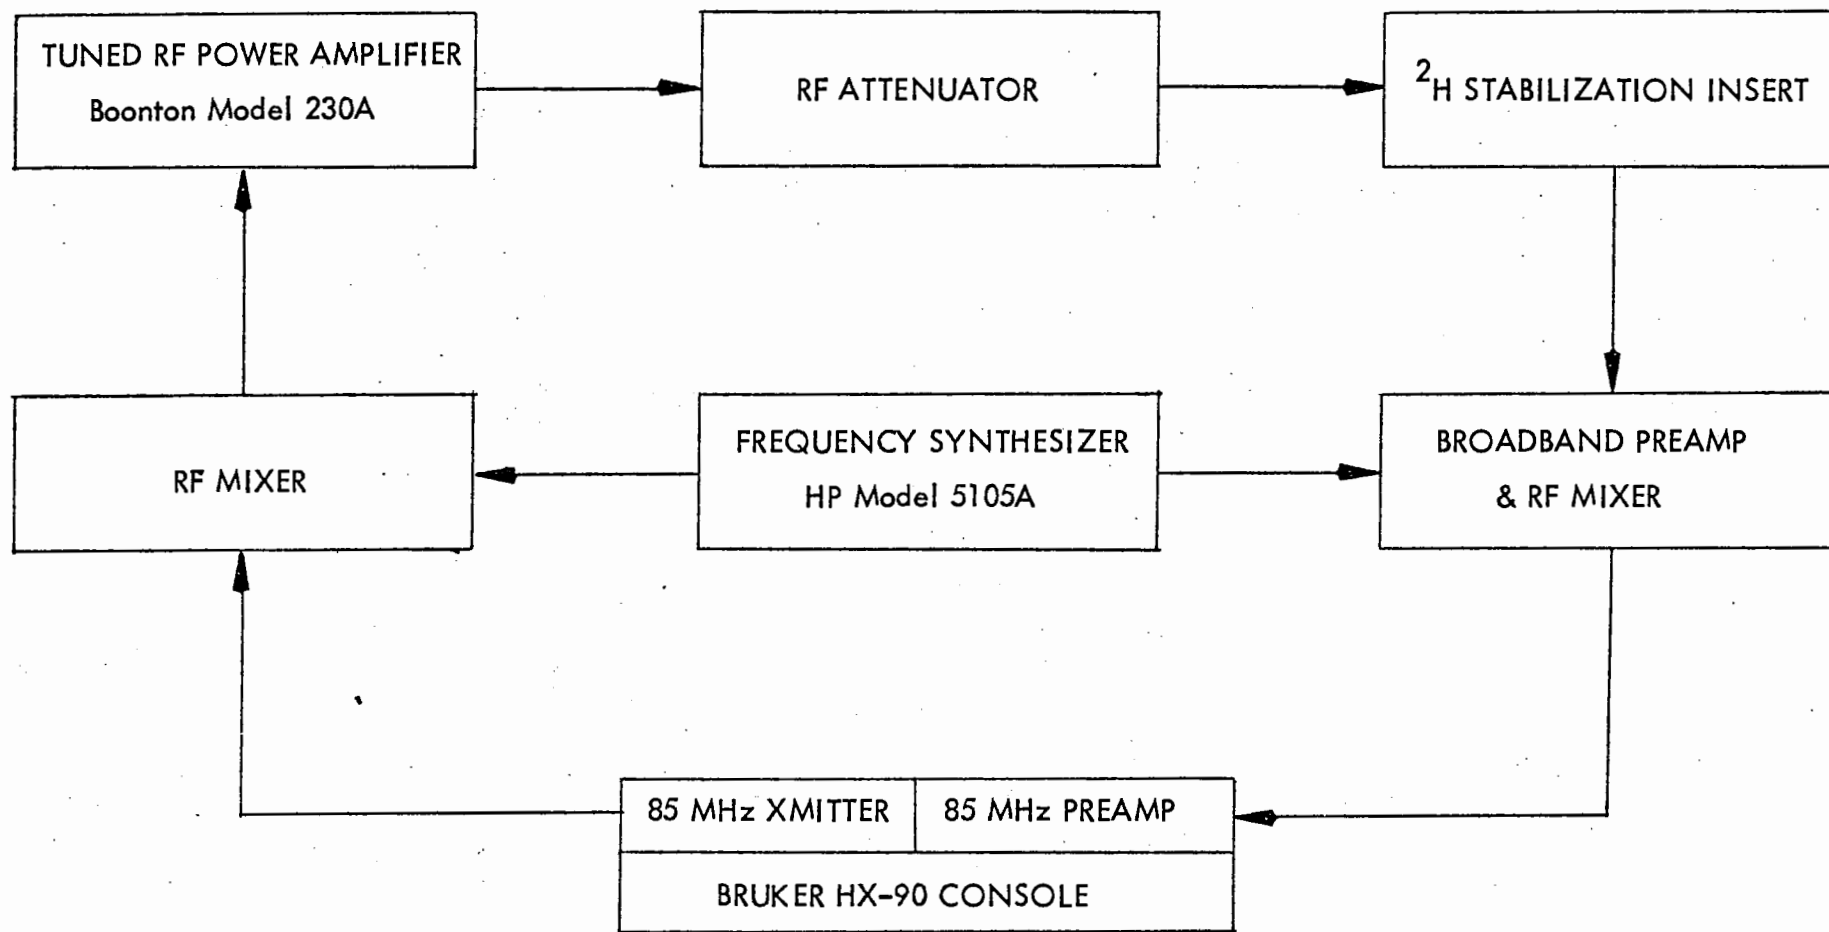 TUNED RF POWER AMPLIFIER
Boonton Model 230A
RF ATTENUATOR
²H STABILIZATION INSERT
RF MIXER
FREQUENCY SYNTHESIZER
HP Model 5105A
BROADBAND PREAMP
& RF MIXER
85 MHz XMITTER
85 MHz PREAMP
BRUKER HX-90 CONSOLE